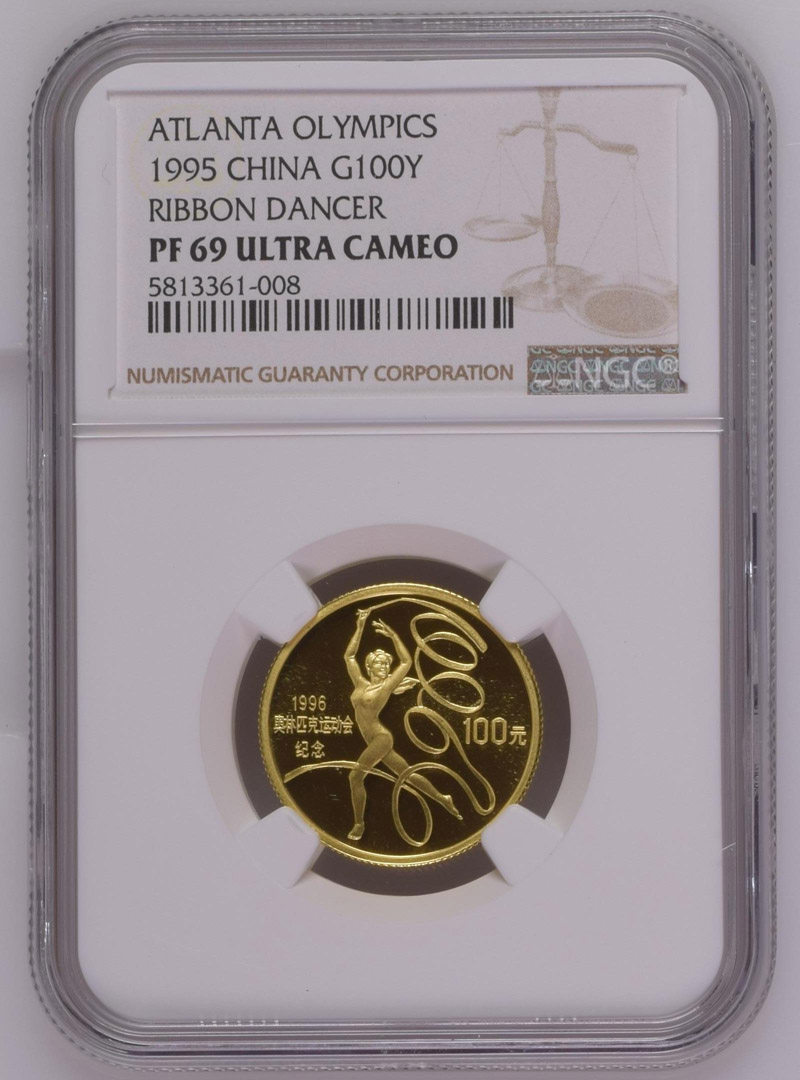 ATLANTA OLYMPICS
1995 CHINA G100Y
RIBBON DANCER
PF 69 ULTRA CAMEO
5813361-008
NUMISMATIC GUARANTY CORPORATION
NGC
1996
奥林匹克运动会
纪念
100元